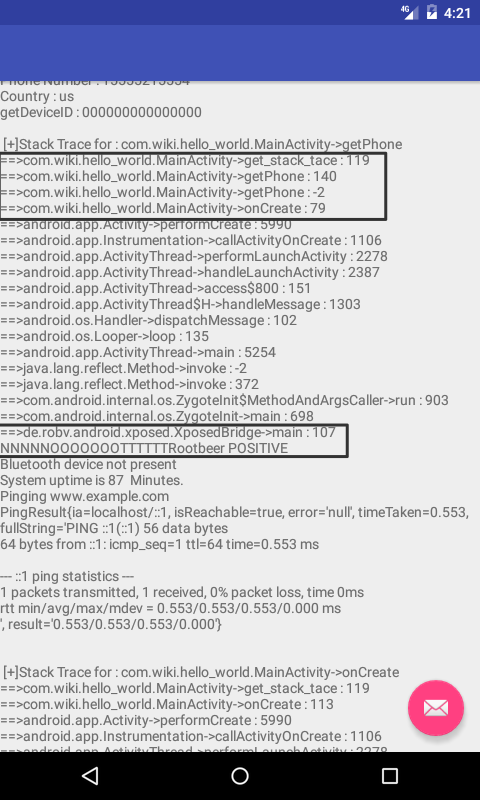 4G 4:21
Phone Number : 15555215554
Country : us
getDeviceID : 000000000000000
[+]Stack Trace for : com.wiki.hello_world.MainActivity->getPhone
==>com.wiki.hello_world.MainActivity->get_stack_tace : 119
==>com.wiki.hello_world.MainActivity->getPhone : 140
==>com.wiki.hello_world.MainActivity->getPhone : -2
==>com.wiki.hello_world.MainActivity->onCreate : 79
==>android.app.Activity->performCreate : 5990
==>android.app.Instrumentation->callActivityOnCreate : 1106
==>android.app.ActivityThread->performLaunchActivity : 2278
==>android.app.ActivityThread->handleLaunchActivity : 2387
==>android.app.ActivityThread->access$800 : 151
==>android.app.ActivityThread$H->handleMessage : 1303
==>android.os.Handler->dispatchMessage : 102
==>android.os.Looper->loop : 135
==>android.app.ActivityThread->main : 5254
==>java.lang.reflect.Method->invoke : -2
==>java.lang.reflect.Method->invoke : 372
==>com.android.internal.os.ZygoteInit$MethodAndArgsCaller->run : 903
==>com.android.internal.os.ZygoteInit->main : 698
==>de.robv.android.xposed.XposedBridge->main : 107
NNNNNOOOOOOOTTTTTTRootbeer POSITIVE
Bluetooth device not present
System uptime is 87  Minutes.
Pinging www.example.com
PingResult{ia=localhost/::1, isReachable=true, error='null', timeTaken=0.553,
fullString='PING ::1(::1) 56 data bytes
64 bytes from ::1: icmp_seq=1 ttl=64 time=0.553 ms
--- ::1 ping statistics ---
1 packets transmitted, 1 received, 0% packet loss, time 0ms
rtt min/avg/max/mdev = 0.553/0.553/0.553/0.000 ms
', result='0.553/0.553/0.553/0.000'}
[+]Stack Trace for : com.wiki.hello_world.MainActivity->onCreate
==>com.wiki.hello_world.MainActivity->get_stack_tace : 119
==>com.wiki.hello_world.MainActivity->onCreate : 113
==>android.app.Activity->performCreate : 5990
==>android.app.Instrumentation->callActivityOnCreate : 1106
==>android.app.ActivityThread->performLaunchActivity : 2278